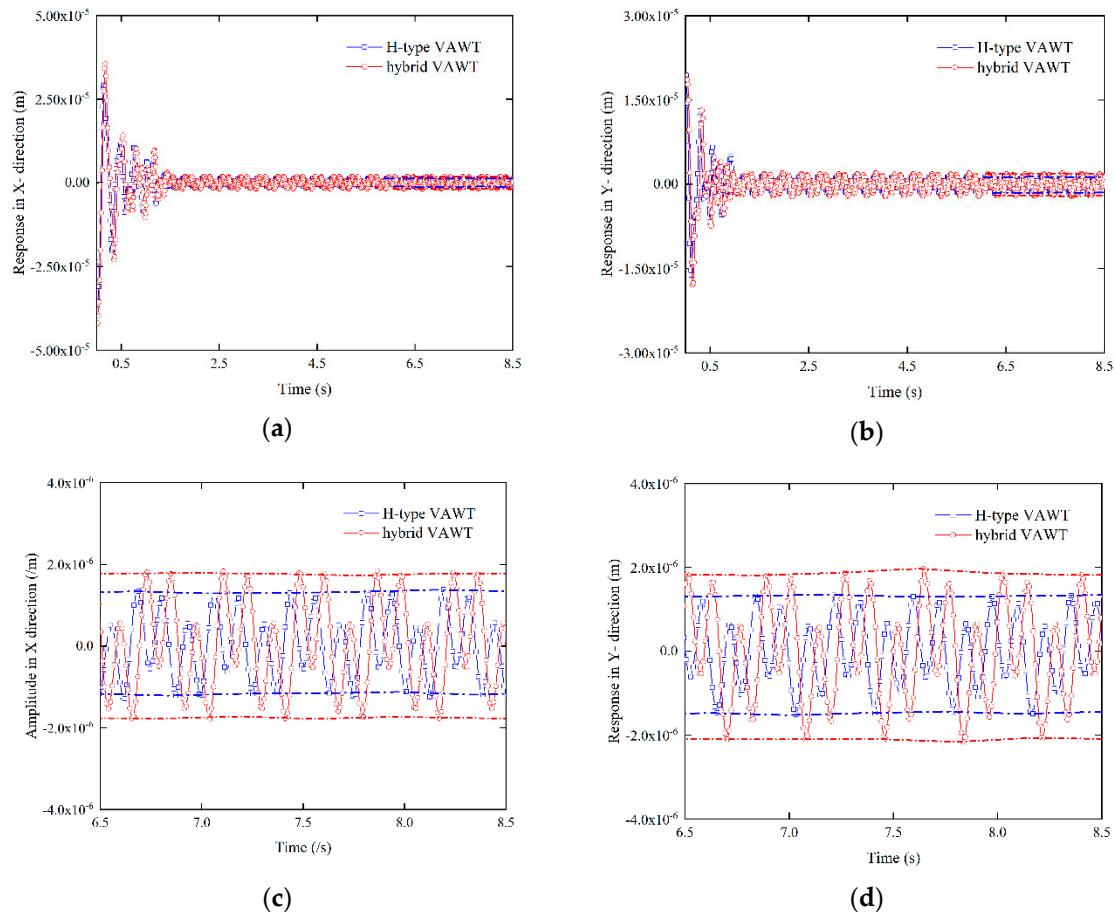 5.00x10⁻⁵
2.50x10⁻⁵
0.00
-2.50x10⁻⁵
-5.00x10⁻⁵
Response in X- direction (m)
H-type VAWT
hybrid VAWT
0.5 2.5 4.5 6.5 8.5
Time (s)
(a)
3.00x10⁻⁵
1.50x10⁻⁵
0.00
-1.50x10⁻⁵
-3.00x10⁻⁵
Response in Y- direction (m)
H-type VAWT
hybrid VAWT
0.5 2.5 4.5 6.5 8.5
Time (s)
(b)
4.0x10⁻⁶
2.0x10⁻⁶
0.0
-2.0x10⁻⁶
-4.0x10⁻⁶
Amplitude in X direction (/m)
H-type VAWT
hybrid VAWT
6.5 7.0 7.5 8.0 8.5
Time (/s)
(c)
4.0x10⁻⁶
2.0x10⁻⁶
0.0
-2.0x10⁻⁶
-4.0x10⁻⁶
Response in Y- direction (m)
H-type VAWT
hybrid VAWT
6.5 7.0 7.5 8.0 8.5
Time (s)
(d)